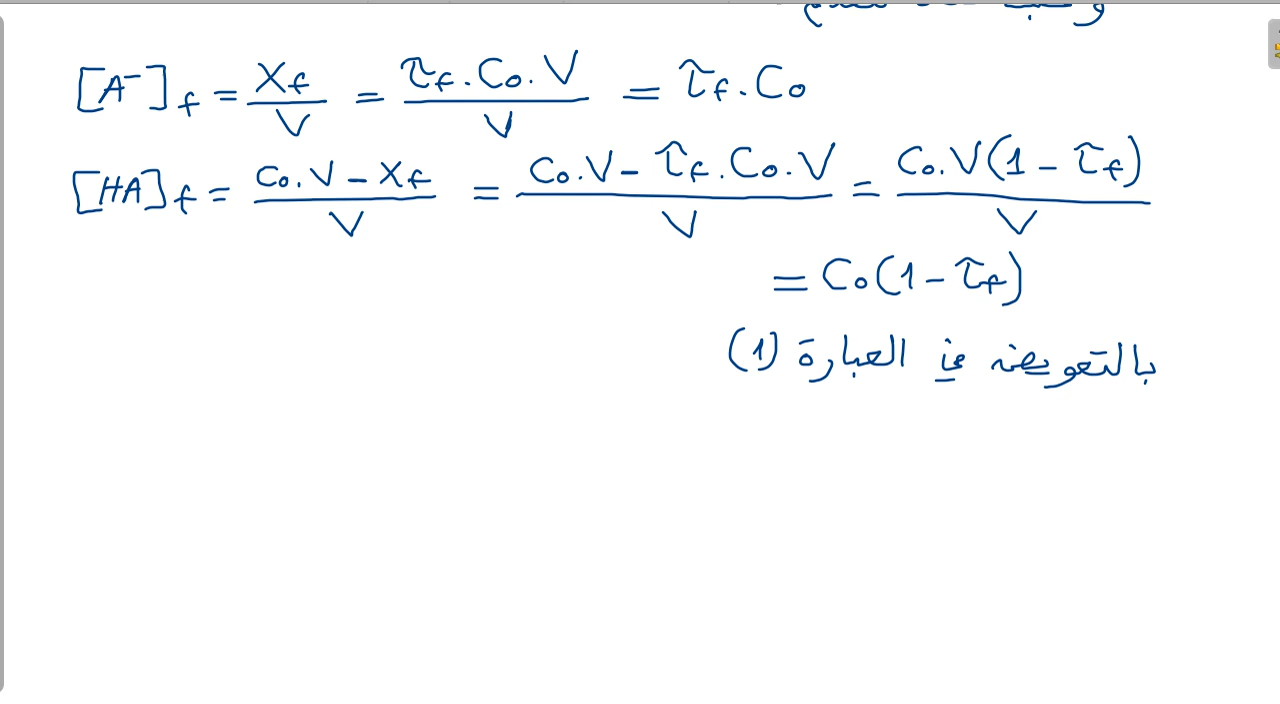 [A⁻]f = Xf / V = τf . C₀ . V / V = τf . C₀
[HA]f = C₀ . V − Xf / V = C₀ . V − τf . C₀ . V / V = C₀ . V(1 − τf) / V
= C₀(1 − τf)
بالتعويض في العبارة (1)